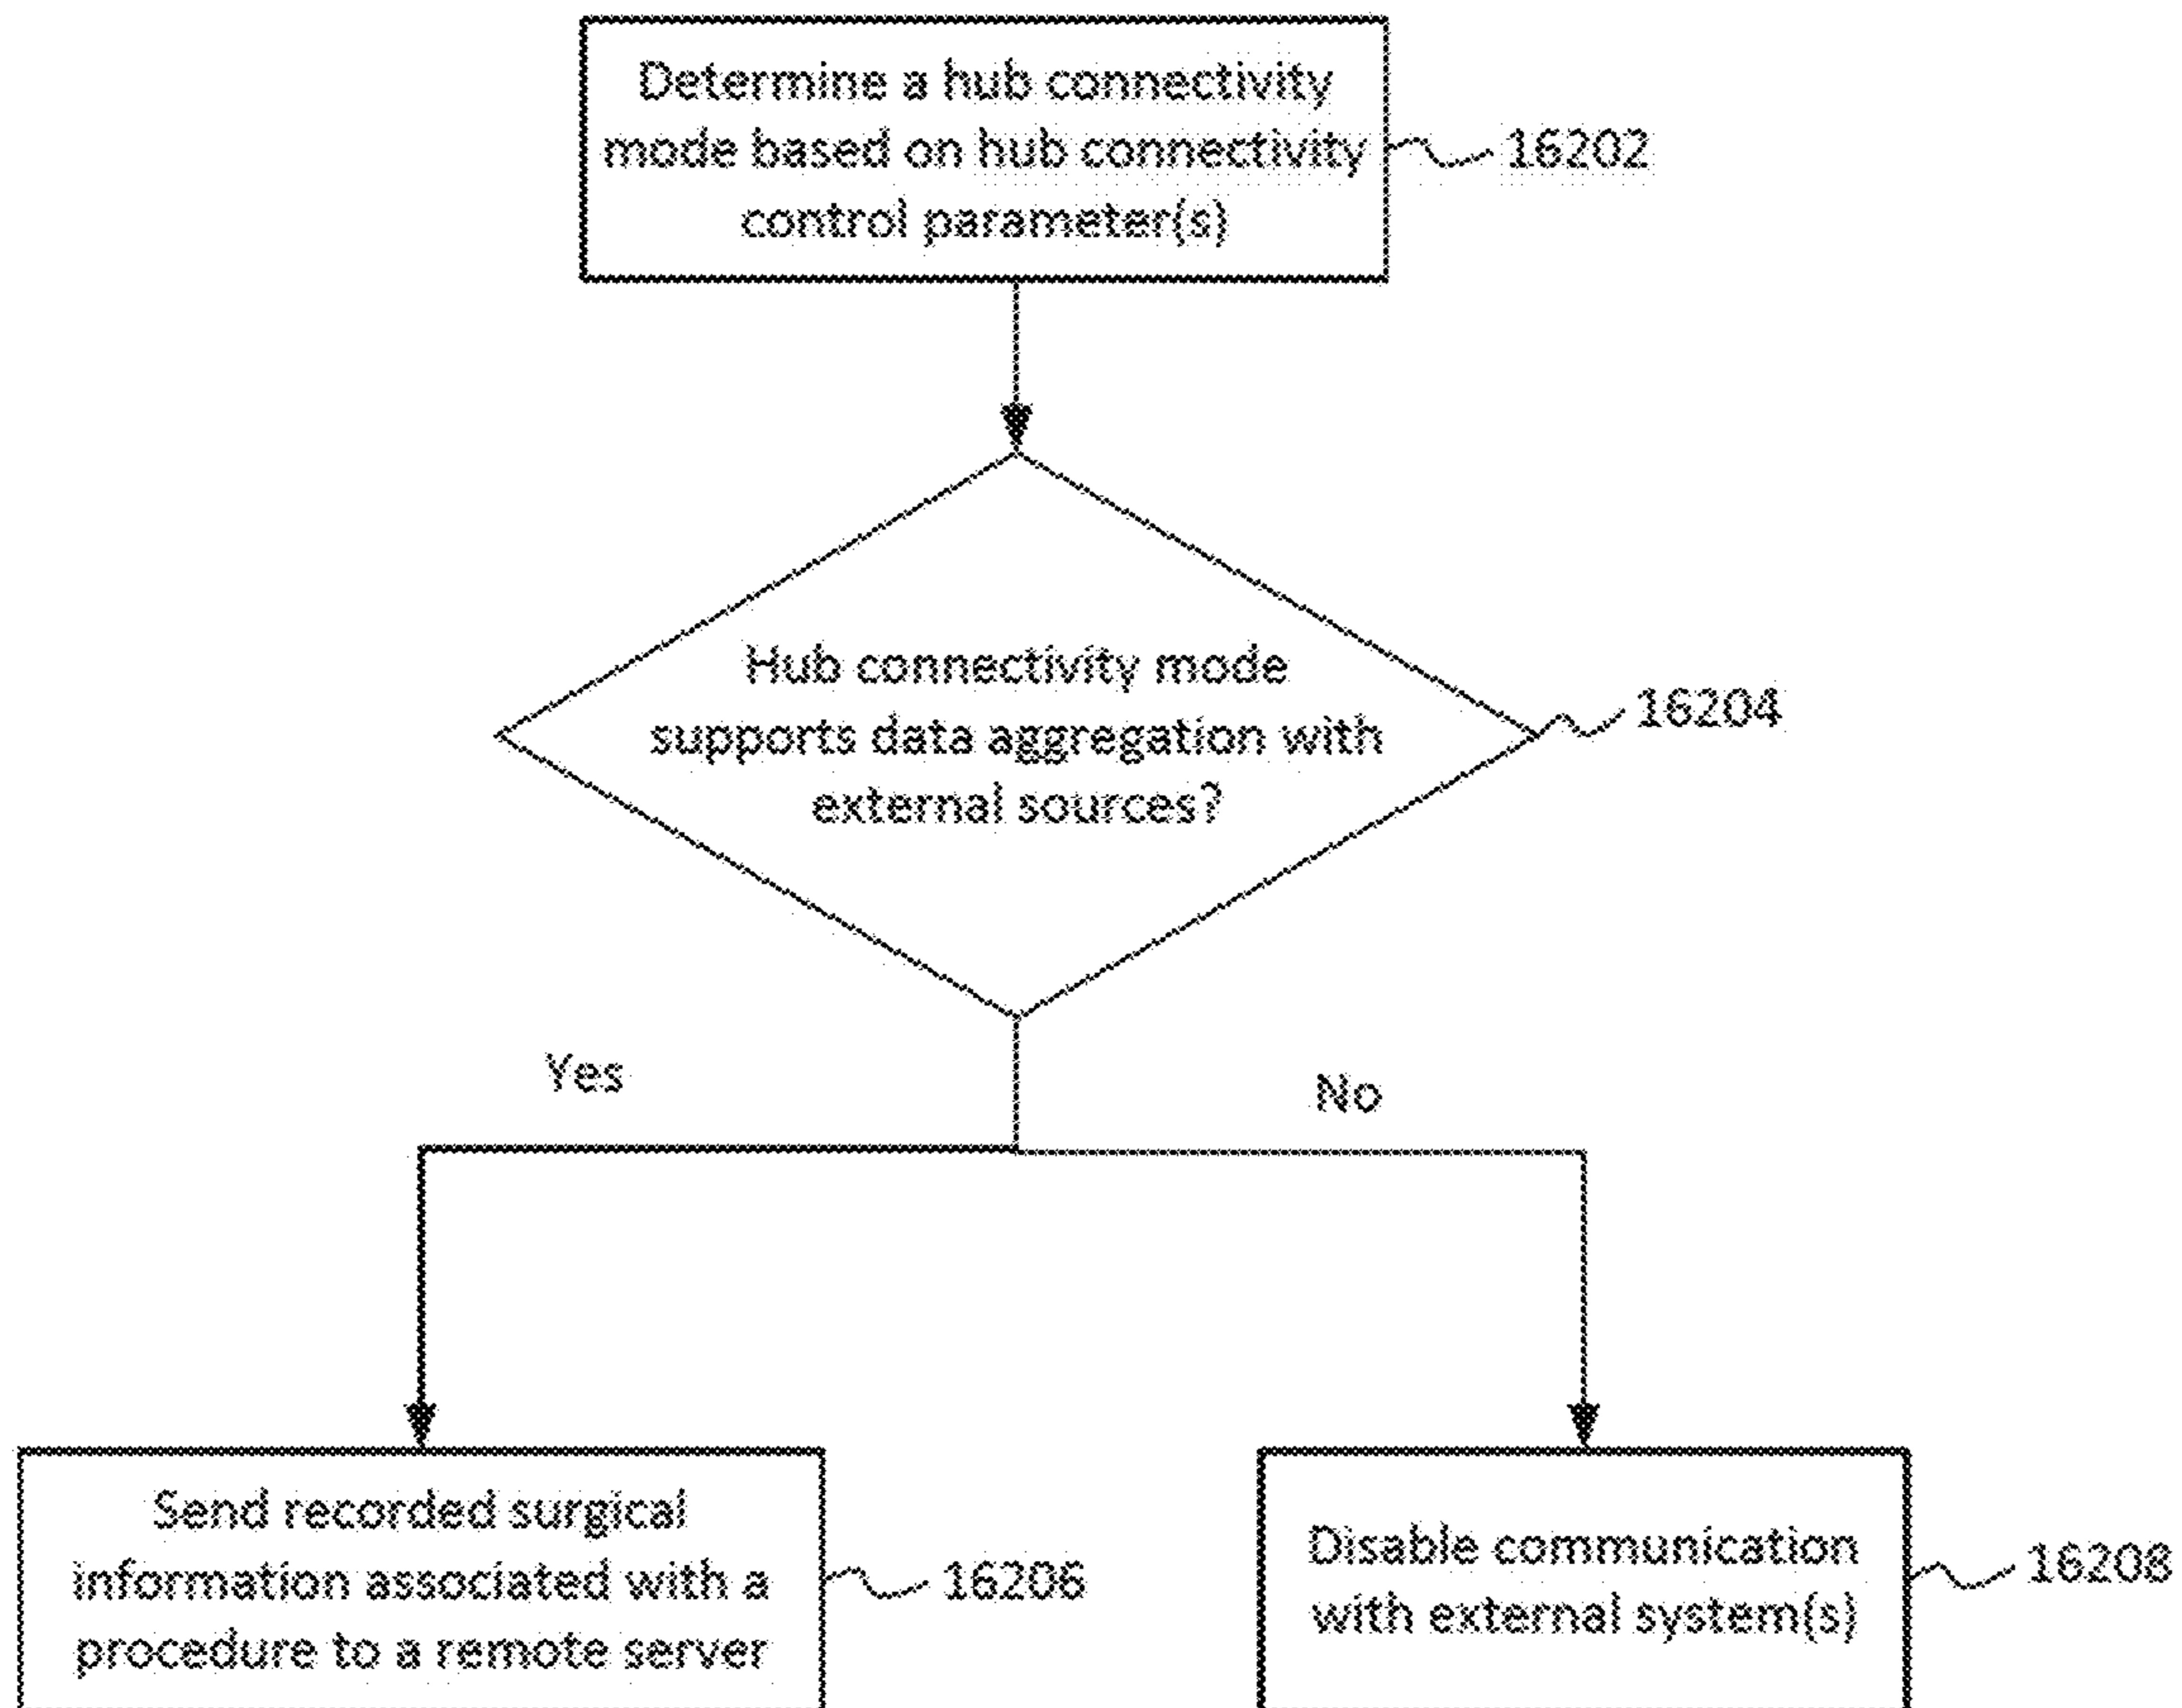 Determine a hub connectivity
mode based on hub connectivity
control parameter(s)
16202
Hub connectivity mode
supports data aggregation with
external sources?
16204
Yes
No
Send recorded surgical
information associated with a
procedure to a remote server
16206
Disable communication
with external system(s)
16208